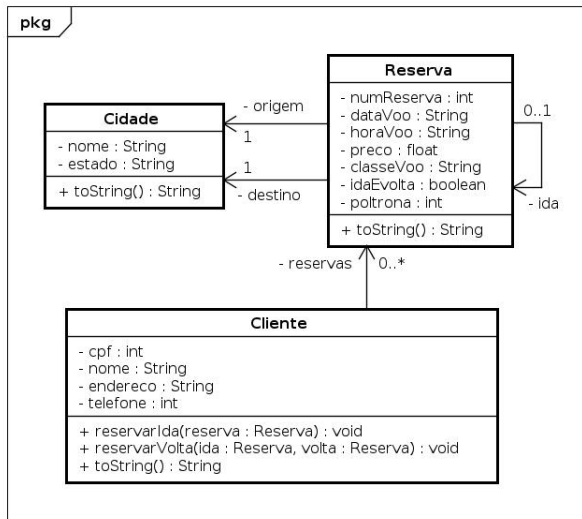 pkg
Cidade
- nome : String
- estado : String
+ toString() : String
- origem
1
1
- destino
Reserva
- numReserva : int
- dataVoo : String
- horaVoo : String
- preco : float
- classeVoo : String
- idaEvolta : boolean
- poltrona : int
+ toString() : String
0..1
- ida
- reservas
0..*
Cliente
- cpf : int
- nome : String
- endereco : String
- telefone : int
+ reservarIda(reserva : Reserva) : void
+ reservarVolta(ida : Reserva, volta : Reserva) : void
+ toString() : String